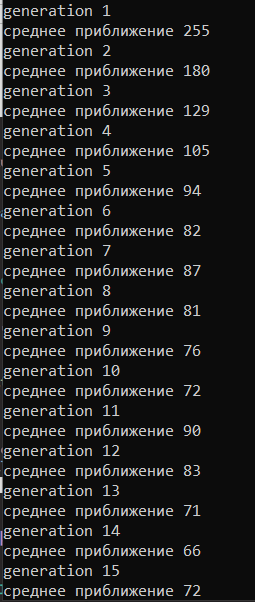 generation 1
среднее приближение 255
generation 2
среднее приближение 180
generation 3
среднее приближение 129
generation 4
среднее приближение 105
generation 5
среднее приближение 94
generation 6
среднее приближение 82
generation 7
среднее приближение 87
generation 8
среднее приближение 81
generation 9
среднее приближение 76
generation 10
среднее приближение 72
generation 11
среднее приближение 90
generation 12
среднее приближение 83
generation 13
среднее приближение 71
generation 14
среднее приближение 66
generation 15
среднее приближение 72